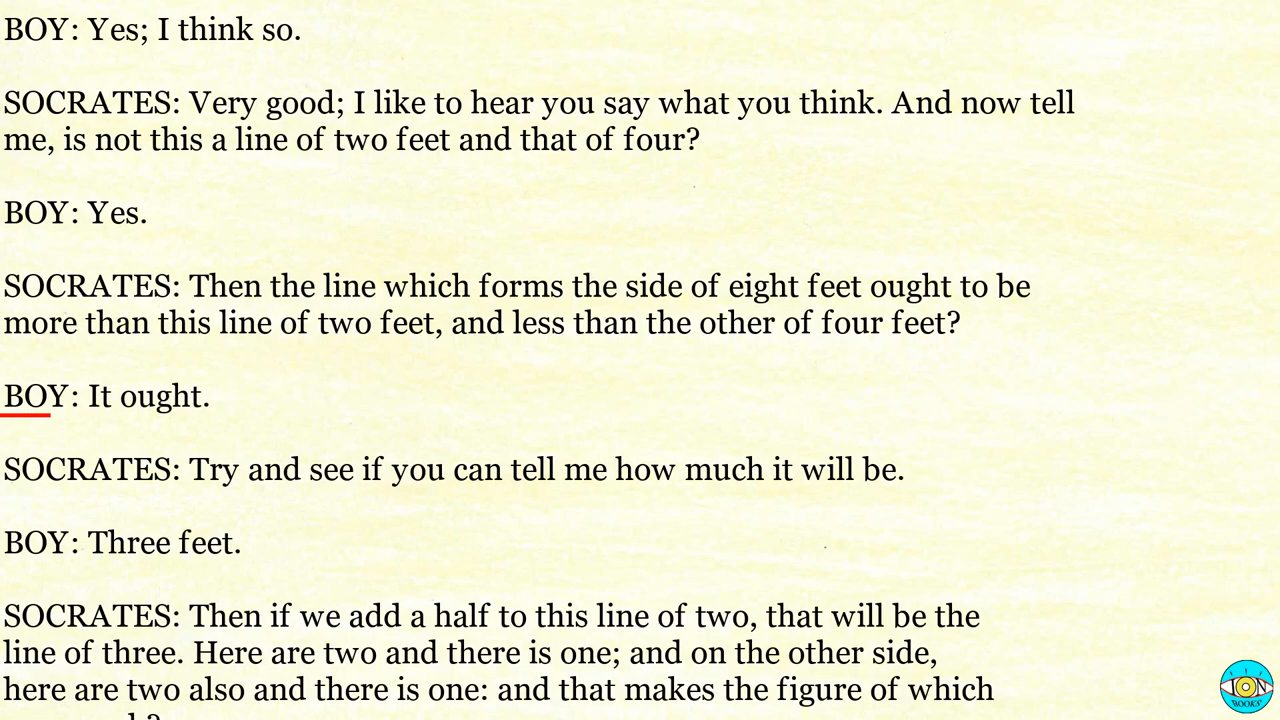 BOY: Yes; I think so.
SOCRATES: Very good; I like to hear you say what you think. And now tell
me, is not this a line of two feet and that of four?
BOY: Yes.
SOCRATES: Then the line which forms the side of eight feet ought to be
more than this line of two feet, and less than the other of four feet?
BOY: It ought.
SOCRATES: Try and see if you can tell me how much it will be.
BOY: Three feet.
SOCRATES: Then if we add a half to this line of two, that will be the
line of three. Here are two and there is one; and on the other side,
here are two also and there is one: and that makes the figure of which
ION
BOOKS